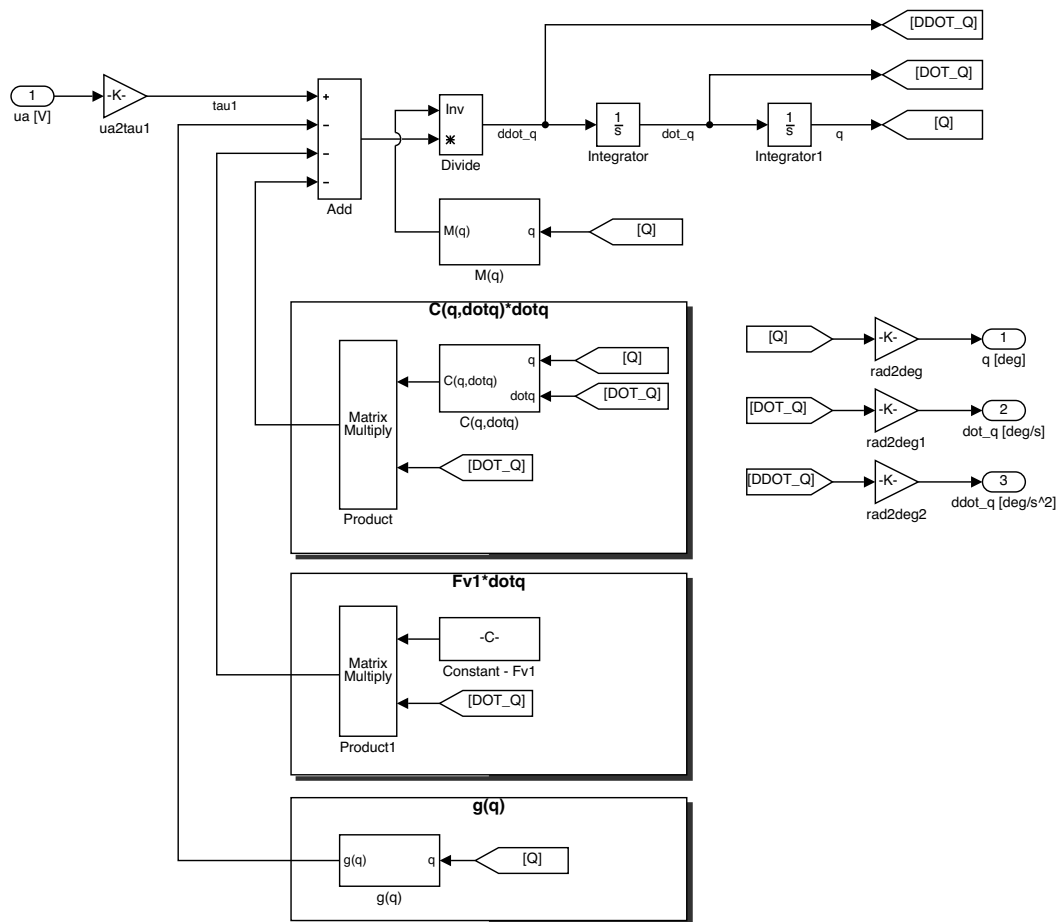 [DDOT_Q]
[DOT_Q]
1
ua [V]
-K-
ua2tau1
tau1
+
−
−
−
Add
Inv
*
Divide
ddot_q
1
s
Integrator
dot_q
1
s
Integrator1
q
[Q]
M(q)
q
[Q]
M(q)
C(q,dotq)*dotq
Matrix
Multiply
Product
C(q,dotq)
q
dotq
[Q]
[DOT_Q]
C(q,dotq)
[DOT_Q]
[Q]
-K-
rad2deg
1
q [deg]
[DOT_Q]
-K-
rad2deg1
2
dot_q [deg/s]
[DDOT_Q]
-K-
rad2deg2
3
ddot_q [deg/s^2]
Fv1*dotq
Matrix
Multiply
Product1
-C-
Constant - Fv1
[DOT_Q]
g(q)
g(q)
q
[Q]
g(q)